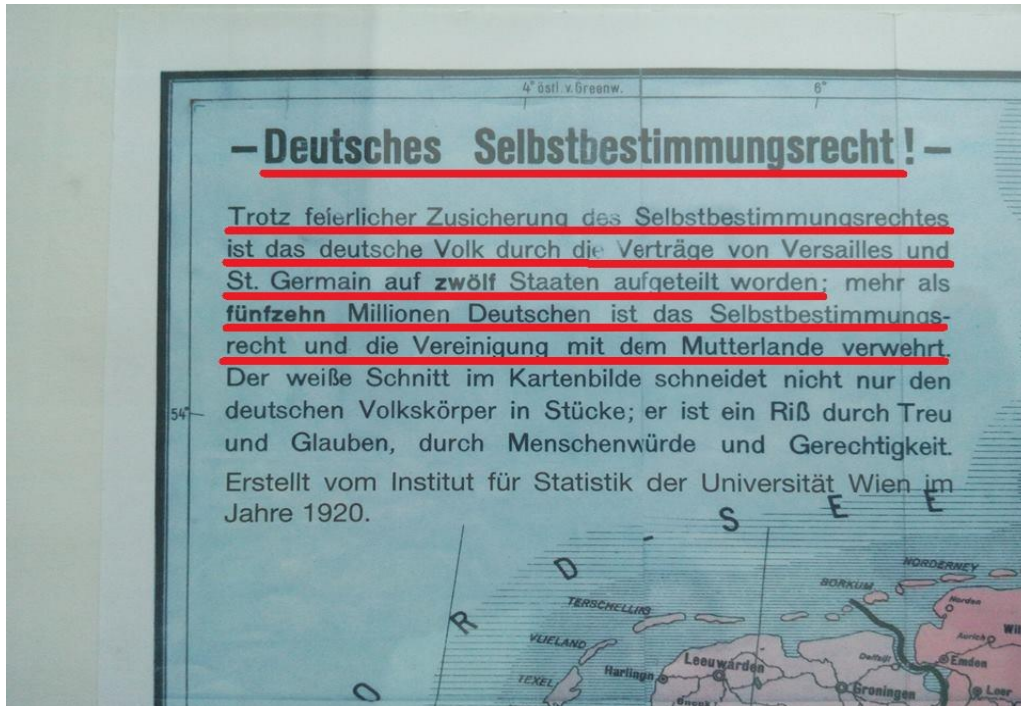 4° östl. v. Greenw.
6°
—Deutsches Selbstbestimmungsrecht!—
Trotz feierlicher Zusicherung des Selbstbestimmungsrechtes
ist das deutsche Volk durch die Verträge von Versailles und
St. Germain auf zwölf Staaten aufgeteilt worden; mehr als
fünfzehn Millionen Deutschen ist das Selbstbestimmungs-
recht und die Vereinigung mit dem Mutterlande verwehrt.
Der weiße Schnitt im Kartenbilde schneidet nicht nur den
54°
deutschen Volkskörper in Stücke; er ist ein Riß durch Treu
und Glauben, durch Menschenwürde und Gerechtigkeit.
Erstellt vom Institut für Statistik der Universität Wien im
Jahre 1920.
O R D - S E E
NORDERNEY
BORKUM
TERSCHELLING
Norden
Wil
VLIELAND
Aurich
Leeuwarden
Delfzijl
Emden
Harlingn
TEXEL
Groningen
Leer